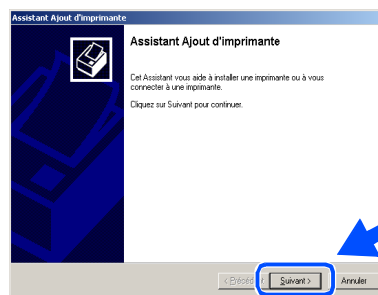 Assistant Ajout d'imprimante
Assistant Ajout d'imprimante
Cet Assistant vous aide à installer une imprimante ou à vous
connecter à une imprimante.
Cliquez sur Suivant pour continuer.
Suivant >
Annuler